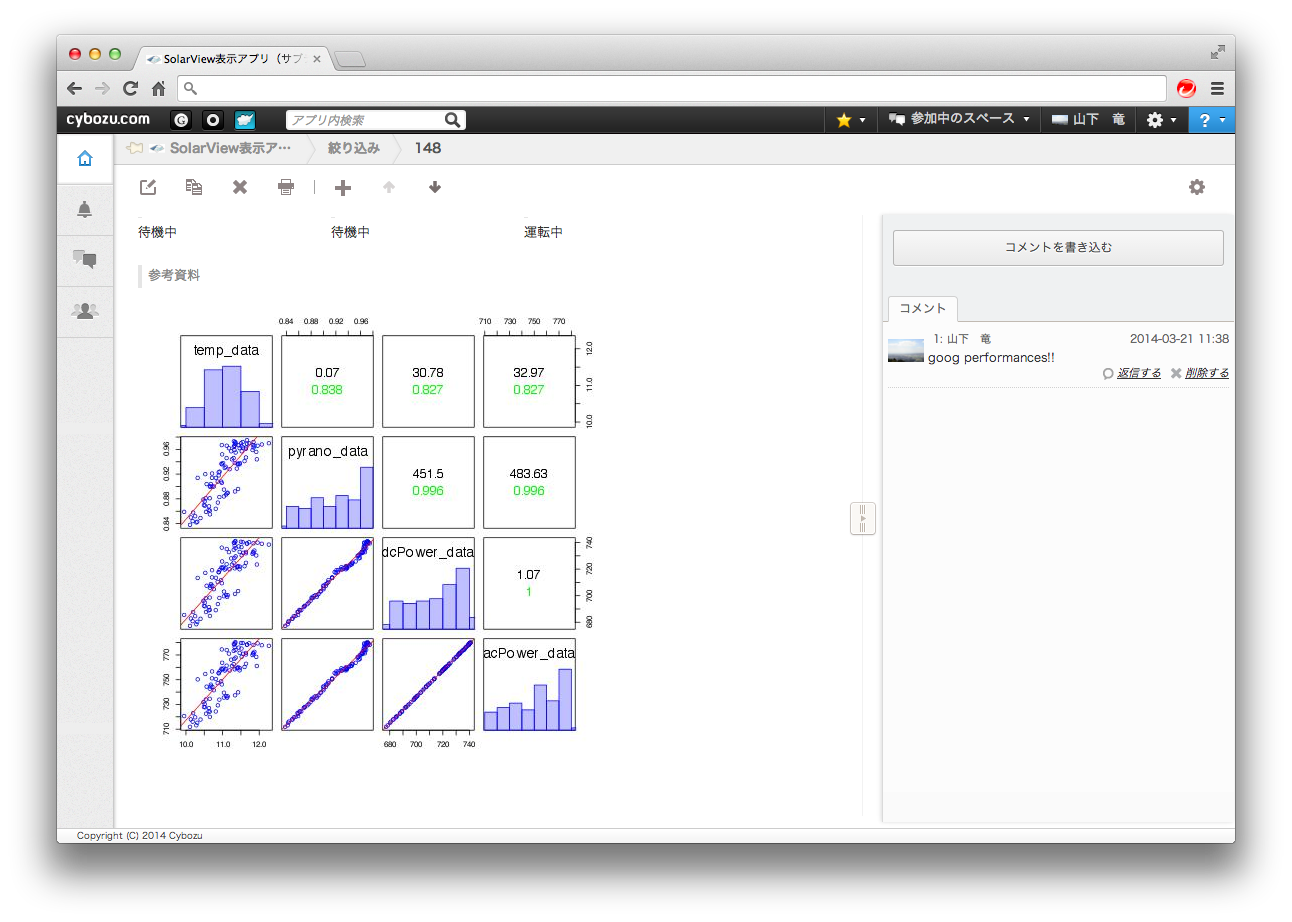 SolarView表示アプリ（サブ
cybozu.com
アプリ内検索
参加中のスペース
山下　竜
?
SolarView表示ア…
絞り込み
148
待機中
待機中
運転中
参考資料
コメントを書き込む
コメント
1: 山下　竜
2014-03-21 11:38
goog performances!!
返信する
削除する
0.84 0.88 0.92 0.96
710 730 750 770
temp_data
0.07
0.838
30.78
0.827
32.97
0.827
10.0 11.0 12.0
0.84 0.88 0.92 0.96
pyrano_data
451.5
0.996
483.63
0.996
dcPower_data
1.07
1
680 700 720 740
710 730 750 770
acPower_data
10.0 11.0 12.0
680 700 720 740
Copyright (C) 2014 Cybozu